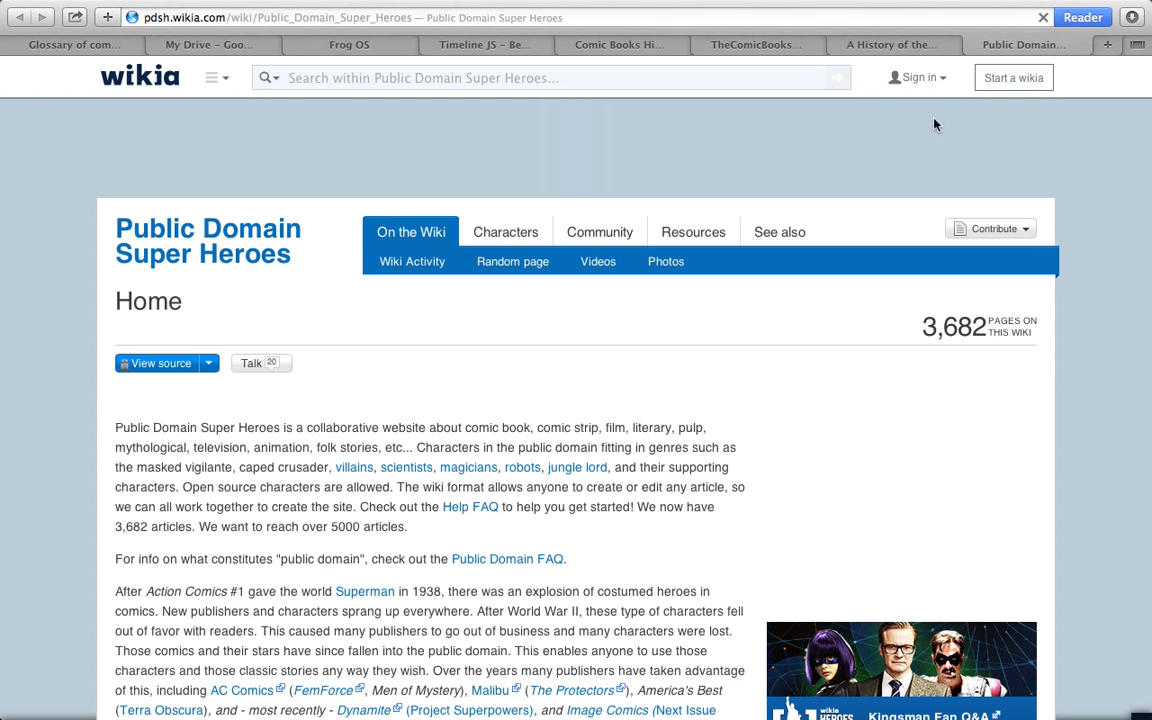 pdsh.wikia.com/wiki/Public_Domain_Super_Heroes — Public Domain Super Heroes
Reader
Glossary of com...
My Drive – Goo...
Frog OS
Timeline JS – Be...
Comic Books Hi...
TheComicBooks...
A History of the...
Public Domain...
wikia
Search within Public Domain Super Heroes...
Sign in
Start a wikia
Public Domain
Super Heroes
On the Wiki
Characters
Community
Resources
See also
Contribute
Wiki Activity
Random page
Videos
Photos
Home
3,682 PAGES ON
THIS WIKI
View source
Talk 20
Public Domain Super Heroes is a collaborative website about comic book, comic strip, film, literary, pulp,
mythological, television, animation, folk stories, etc... Characters in the public domain fitting in genres such as
the masked vigilante, caped crusader, villains, scientists, magicians, robots, jungle lord, and their supporting
characters. Open source characters are allowed. The wiki format allows anyone to create or edit any article, so
we can all work together to create the site. Check out the Help FAQ to help you get started! We now have
3,682 articles. We want to reach over 5000 articles.
For info on what constitutes "public domain", check out the Public Domain FAQ.
After Action Comics #1 gave the world Superman in 1938, there was an explosion of costumed heroes in
comics. New publishers and characters sprang up everywhere. After World War II, these type of characters fell
out of favor with readers. This caused many publishers to go out of business and many characters were lost.
Those comics and their stars have since fallen into the public domain. This enables anyone to use those
characters and those classic stories any way they wish. Over the years many publishers have taken advantage
of this, including AC Comics (FemForce, Men of Mystery), Malibu (The Protectors), America's Best
(Terra Obscura), and - most recently - Dynamite (Project Superpowers), and Image Comics (Next Issue
wikia
HEROES
Kingsman Fan Q&A